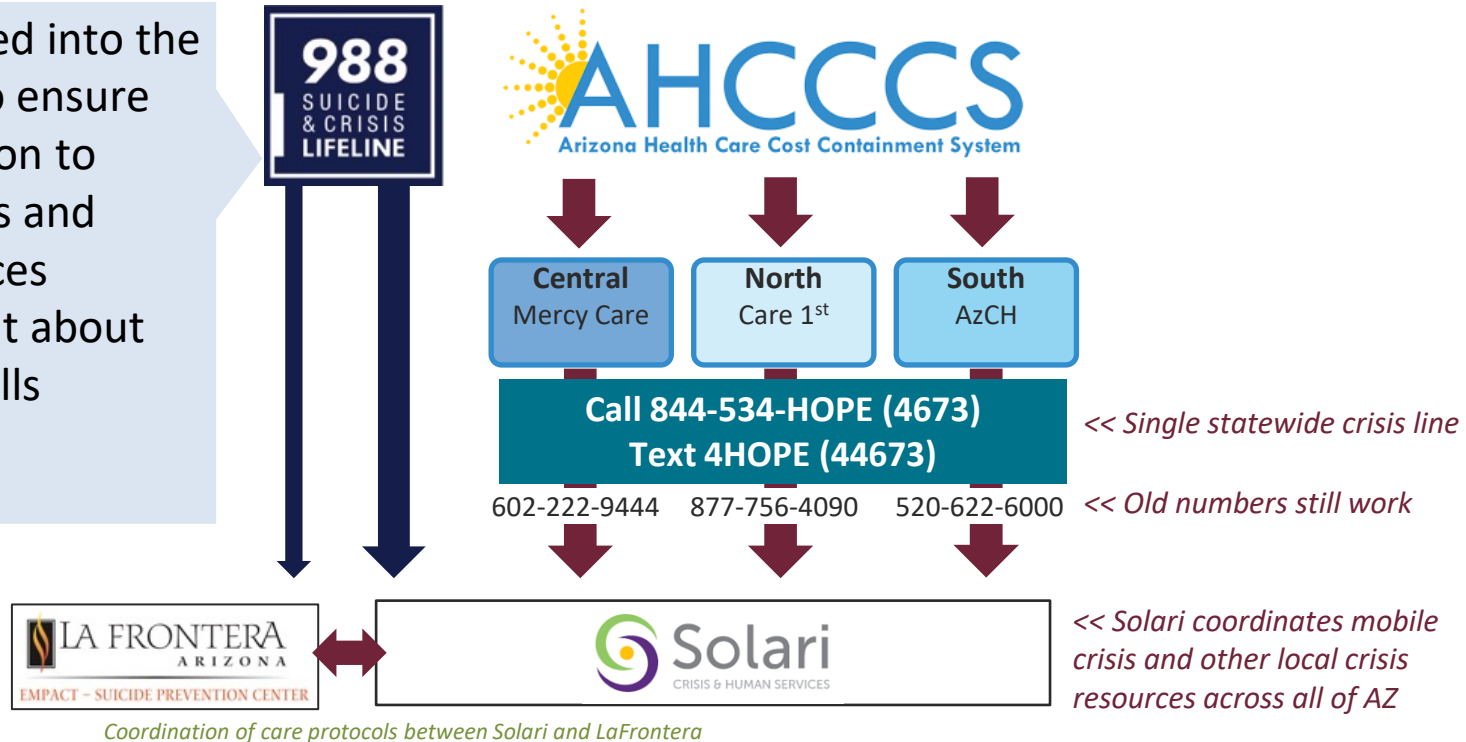 ed into the
o ensure
on to
s and
ces
t about
lls
988
SUICIDE
& CRISIS
LIFELINE
AHCCCS
Arizona Health Care Cost Containment System
Central
Mercy Care
North
Care 1st
South
AzCH
Call 844-534-HOPE (4673)
Text 4HOPE (44673)
<< Single statewide crisis line
602-222-9444 877-756-4090 520-622-6000
<< Old numbers still work
LA FRONTERA
ARIZONA
EMPACT - SUICIDE PREVENTION CENTER
Solari
CRISIS & HUMAN SERVICES
<< Solari coordinates mobile
crisis and other local crisis
resources across all of AZ
Coordination of care protocols between Solari and LaFrontera